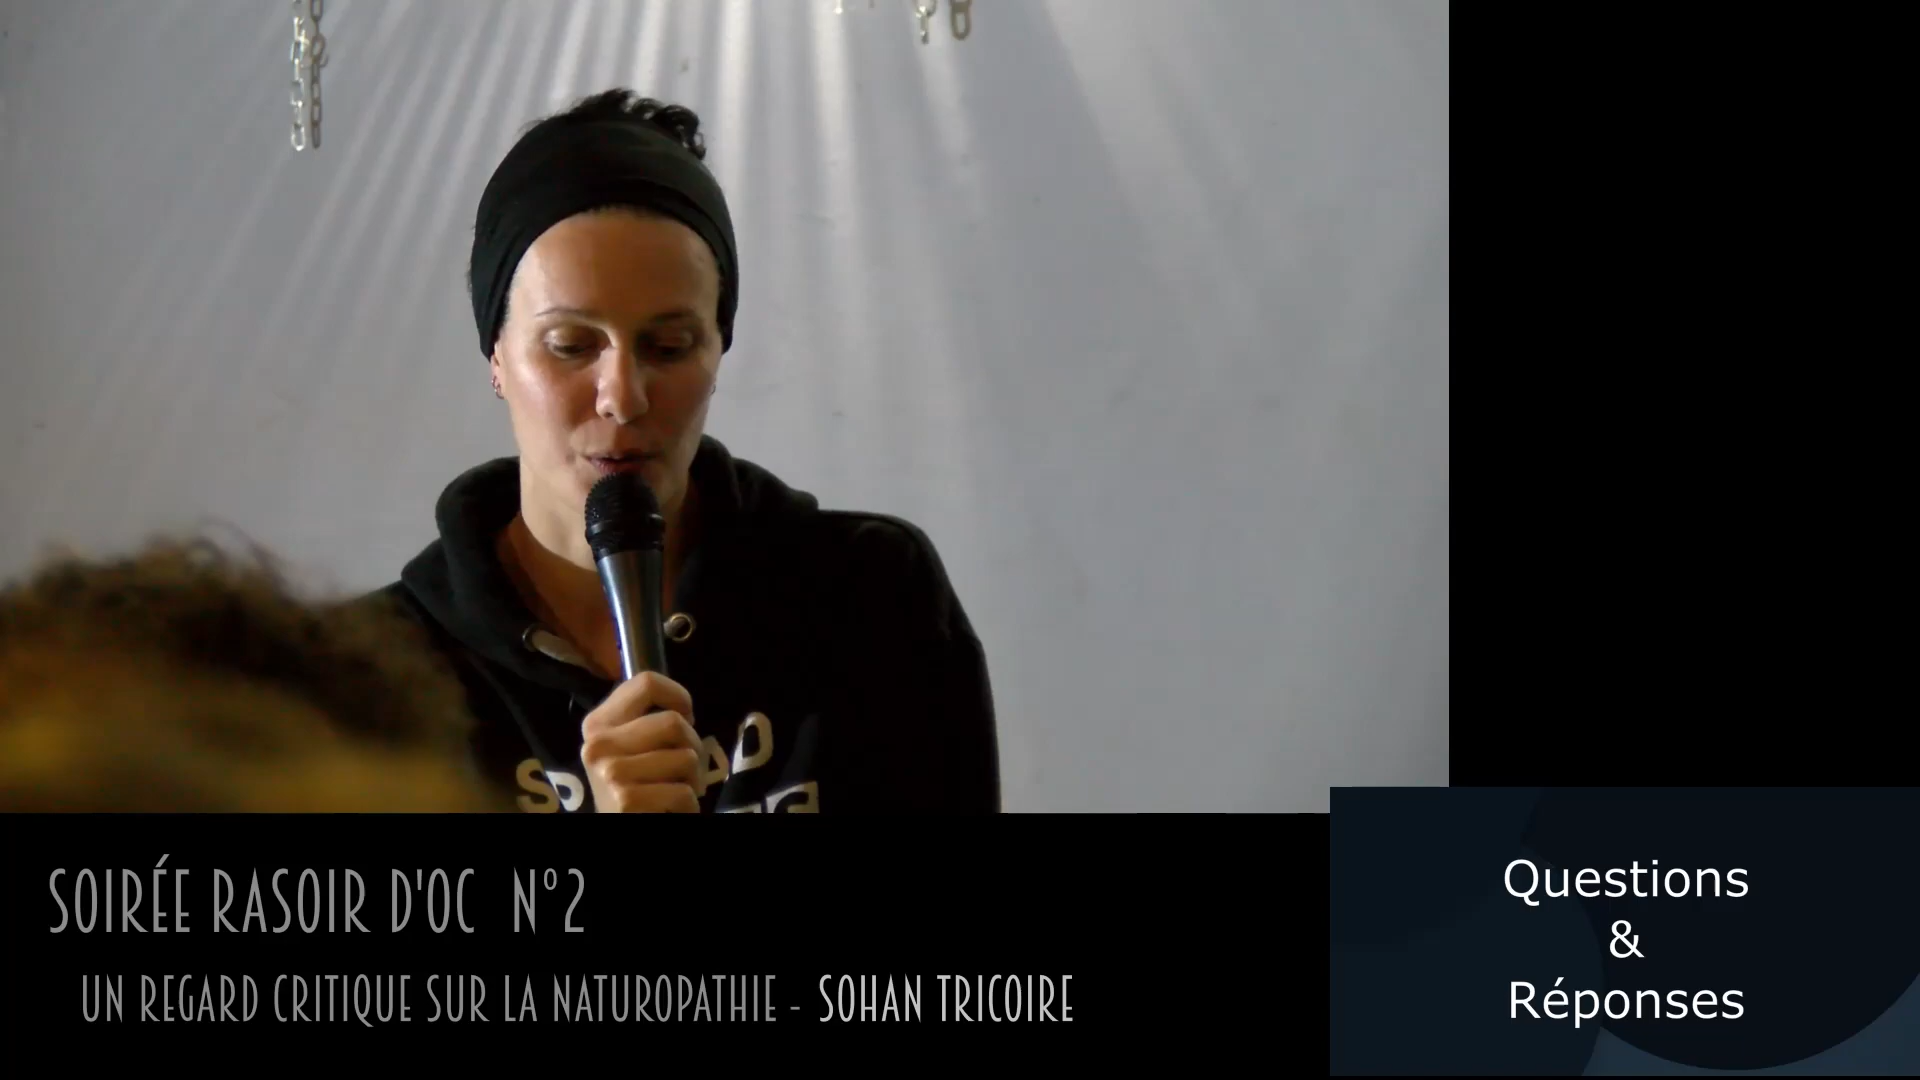 SOIRÉE RASOIR D'OC N°2
UN REGARD CRITIQUE SUR LA NATUROPATHIE - SOHAN TRICOIRE
Questions
&
Réponses